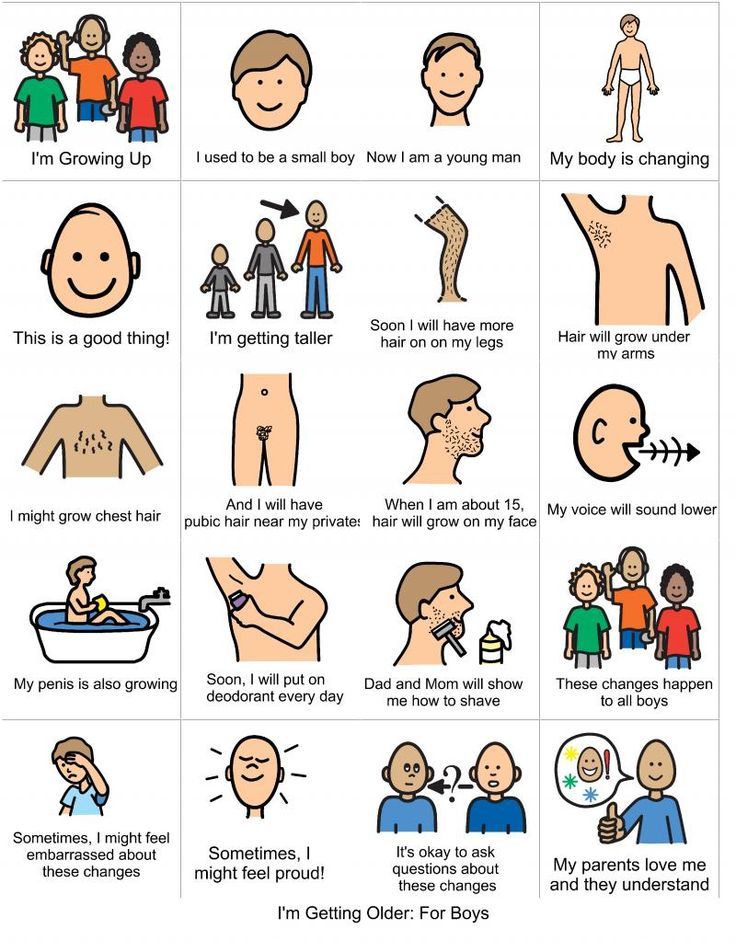 I'm Growing Up
I used to be a small boy
Now I am a young man
My body is changing
This is a good thing!
I'm getting taller
Soon I will have more
hair on on my legs
Hair will grow under
my arms
I might grow chest hair
And I will have
pubic hair near my privates
When I am about 15,
hair will grow on my face
My voice will sound lower
My penis is also growing
Soon, I will put on
deodorant every day
Dad and Mom will show
me how to shave
These changes happen
to all boys
Sometimes, I might feel
embarrassed about
these changes
Sometimes, I
might feel proud!
?
It's okay to ask
questions about
these changes
!
My parents love me
and they understand
I'm Getting Older: For Boys